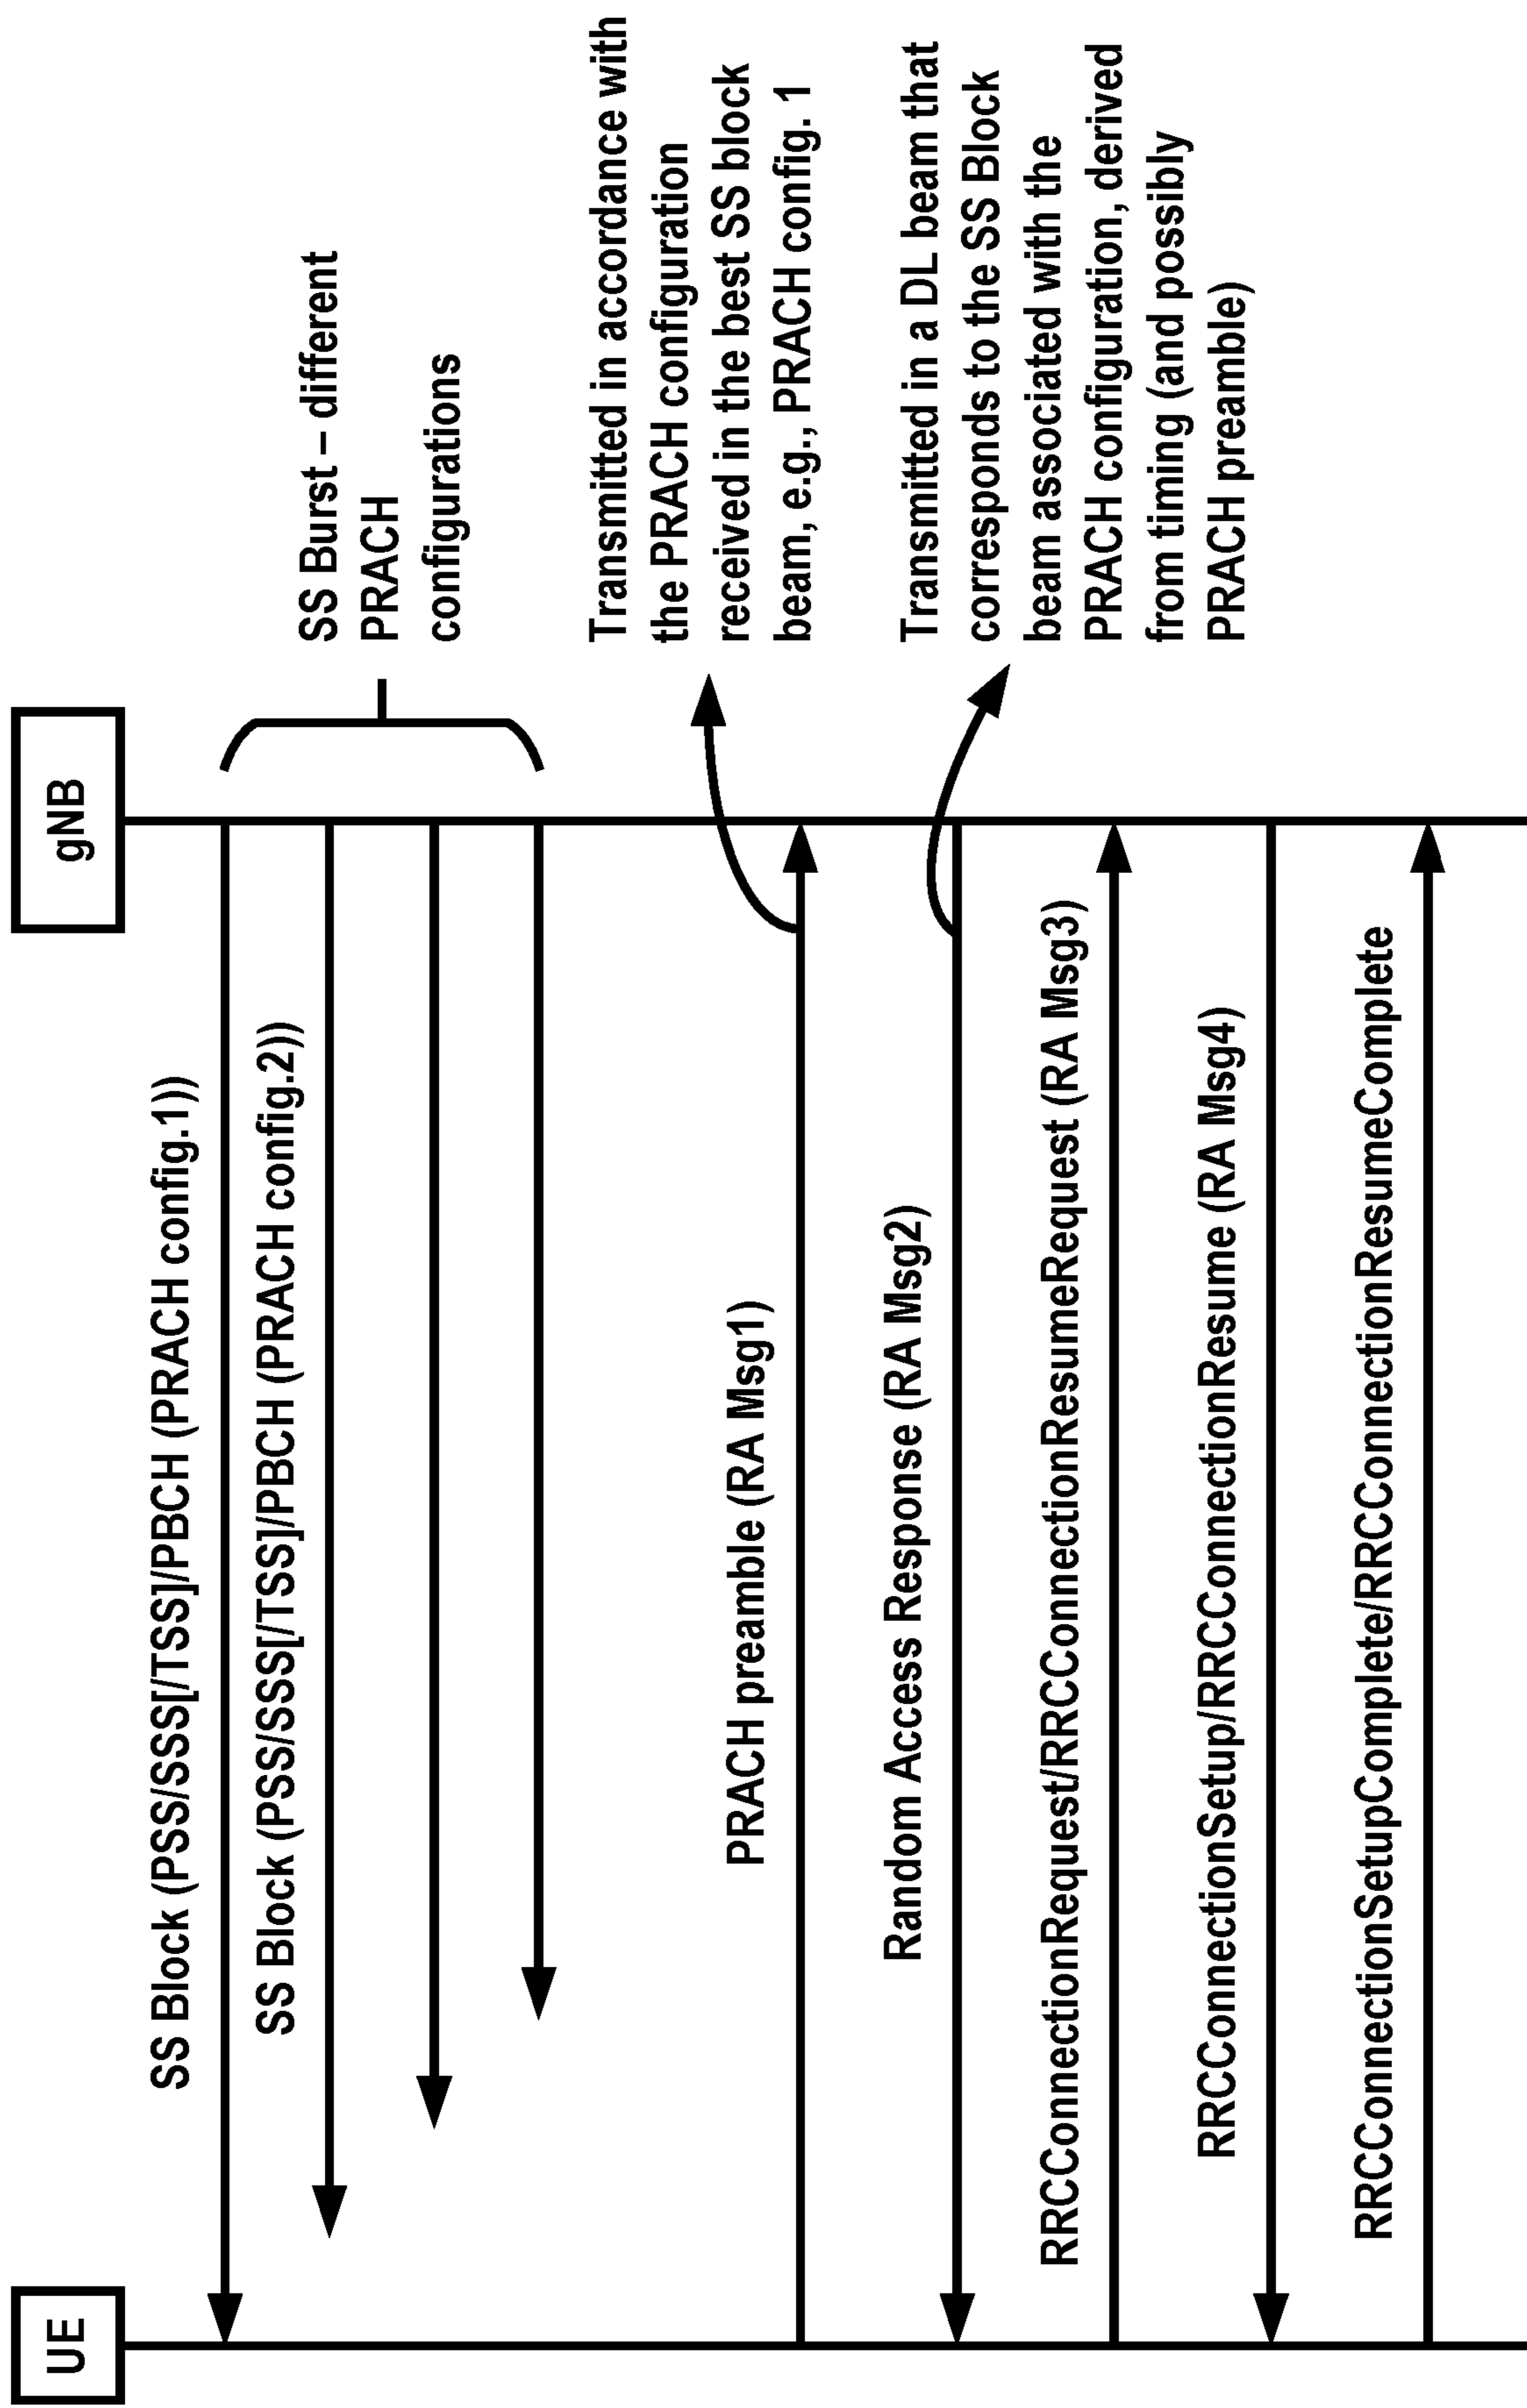 UE
gNB
SS Block (PSS/SSS[/TSS]/PBCH (PRACH config.1))
SS Block (PSS/SSS[/TSS]/PBCH (PRACH config.2))
SS Burst – different
PRACH
configurations
PRACH preamble (RA Msg1)
Transmitted in accordance with
the PRACH configuration
received in the best SS block
beam, e.g., PRACH config. 1
Random Access Response (RA Msg2)
Transmitted in a DL beam that
corresponds to the SS Block
beam associated with the
PRACH configuration, derived
from timing (and possibly
PRACH preamble)
RRCConnectionRequest/RRCConnectionResumeRequest (RA Msg3)
RRCConnectionSetup/RRCConnectionResume (RA Msg4)
RRCConnectionSetupComplete/RRCConnectionResumeComplete